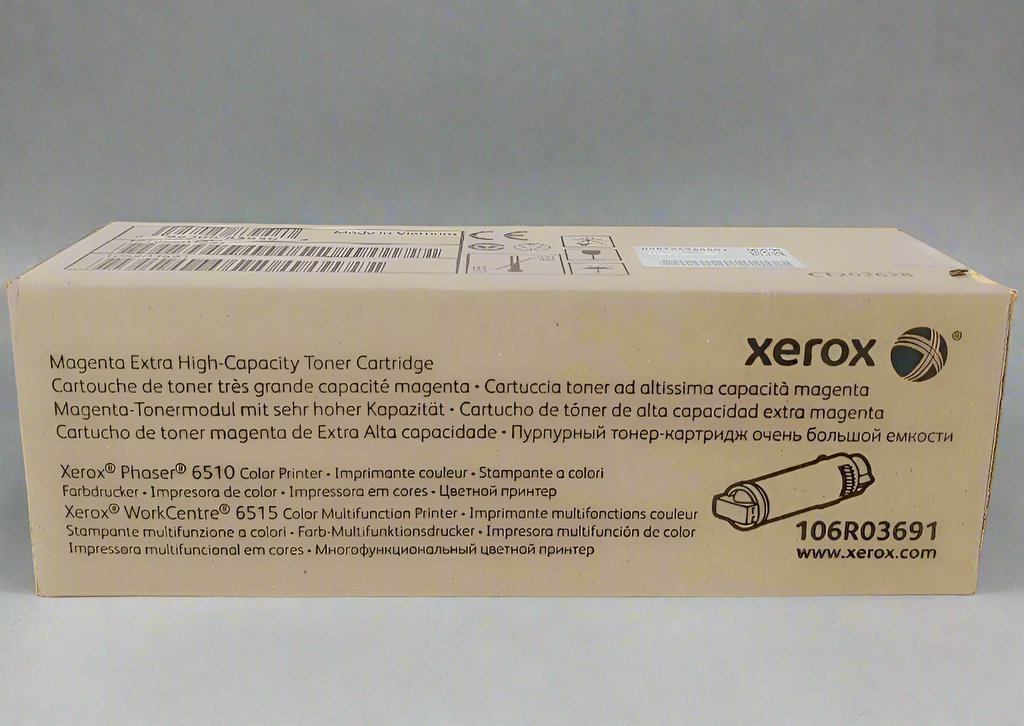 Made in Vietnam
CT202628
xerox ®
Magenta Extra High-Capacity Toner Cartridge
Cartouche de toner très grande capacité magenta • Cartuccia toner ad altissima capacità magenta
Magenta-Tonermodul mit sehr hoher Kapazität • Cartucho de tóner de alta capacidad extra magenta
Cartucho de toner magenta de Extra Alta capacidade • Пурпурный тонер-картридж очень большой емкости
Xerox® Phaser® 6510 Color Printer • Imprimante couleur • Stampante a colori
Farbdrucker • Impresora de color • Impressora em cores • Цветной принтер
Xerox® WorkCentre® 6515 Color Multifunction Printer • Imprimante multifonctions couleur
Stampante multifunzione a colori • Farb-Multifunktionsdrucker • Impresora multifunción de color
Impressora multifuncional em cores • Многофункциональный цветной принтер
106R03691
www.xerox.com